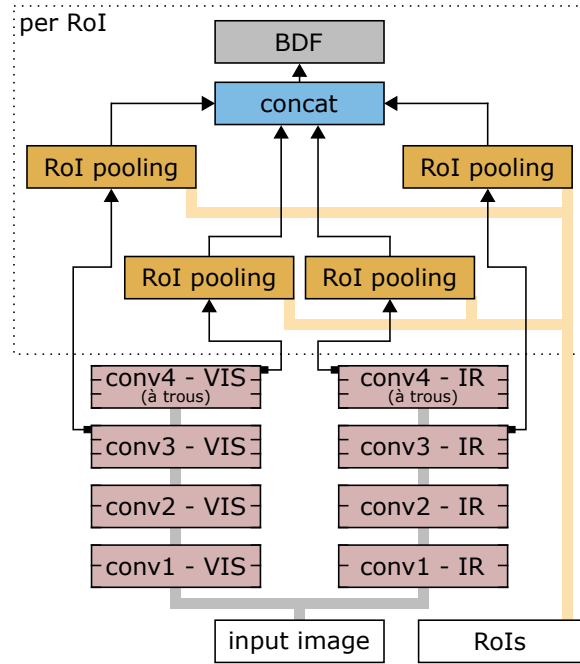 per RoI
BDF
concat
RoI pooling
RoI pooling
RoI pooling
RoI pooling
conv4 - VIS
(à trous)
conv4 - IR
(à trous)
conv3 - VIS
conv3 - IR
conv2 - VIS
conv2 - IR
conv1 - VIS
conv1 - IR
input image
RoIs